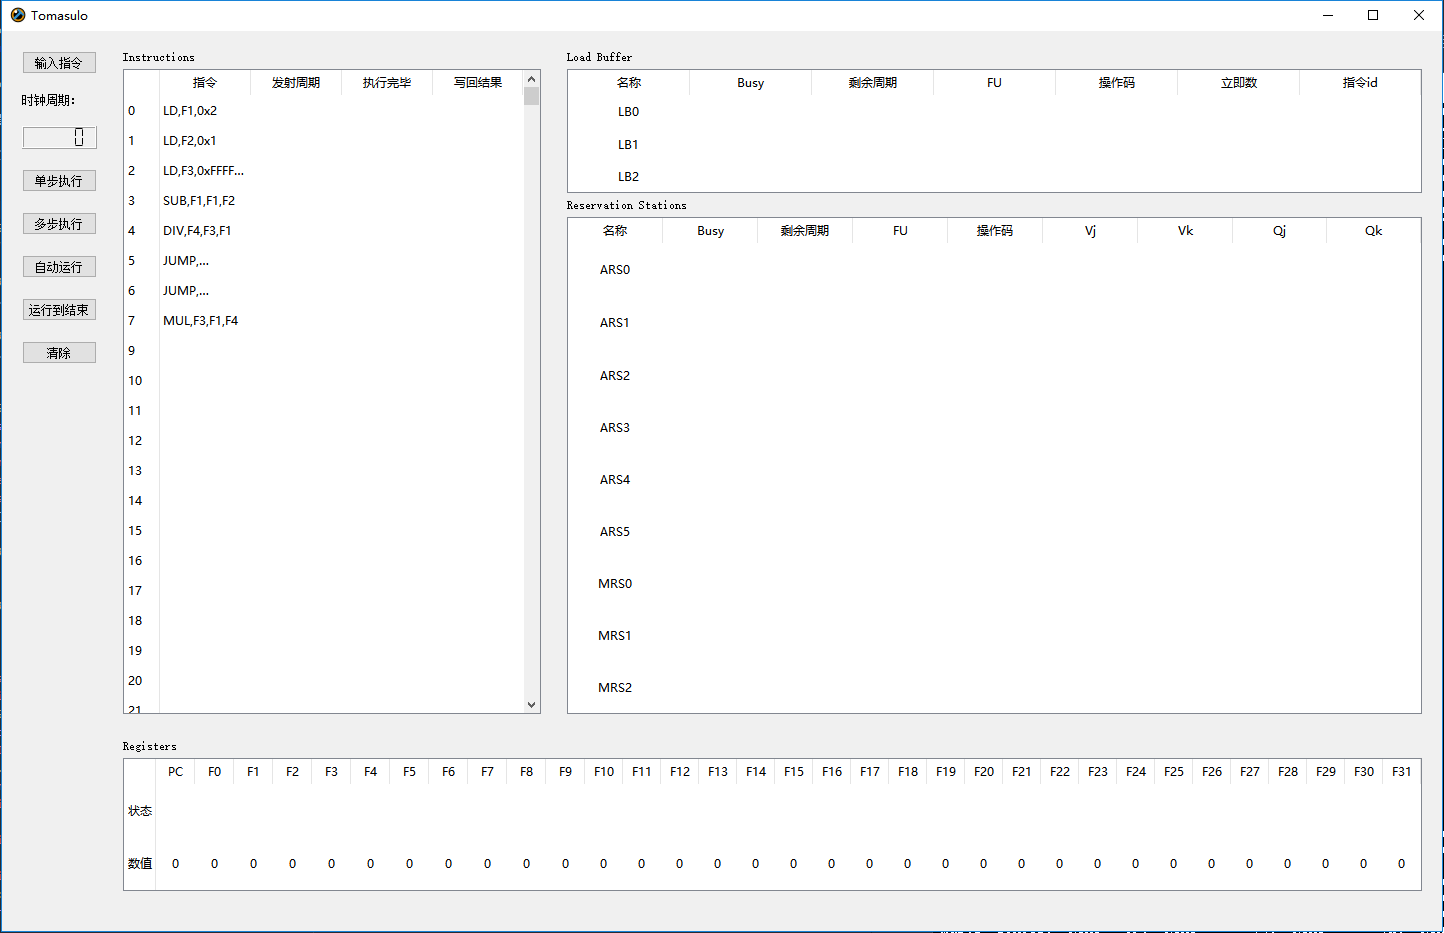 Tomasulo
输入指令
时钟周期:
0
单步执行
多步执行
自动运行
运行到结束
清除
Instructions
指令 发射周期 执行完毕 写回结果
0 LD,F1,0x2
1 LD,F2,0x1
2 LD,F3,0xFFFF...
3 SUB,F1,F1,F2
4 DIV,F4,F3,F1
5 JUMP,...
6 JUMP,...
7 MUL,F3,F1,F4
9
10
11
12
13
14
15
16
17
18
19
20
21
Load Buffer
名称 Busy 剩余周期 FU 操作码 立即数 指令id
LB0
LB1
LB2
Reservation Stations
名称 Busy 剩余周期 FU 操作码 Vj Vk Qj Qk
ARS0
ARS1
ARS2
ARS3
ARS4
ARS5
MRS0
MRS1
MRS2
Registers
PC F0 F1 F2 F3 F4 F5 F6 F7 F8 F9 F10 F11 F12 F13 F14 F15 F16 F17 F18 F19 F20 F21 F22 F23 F24 F25 F26 F27 F28 F29 F30 F31
状态
数值 0 0 0 0 0 0 0 0 0 0 0 0 0 0 0 0 0 0 0 0 0 0 0 0 0 0 0 0 0 0 0 0 0